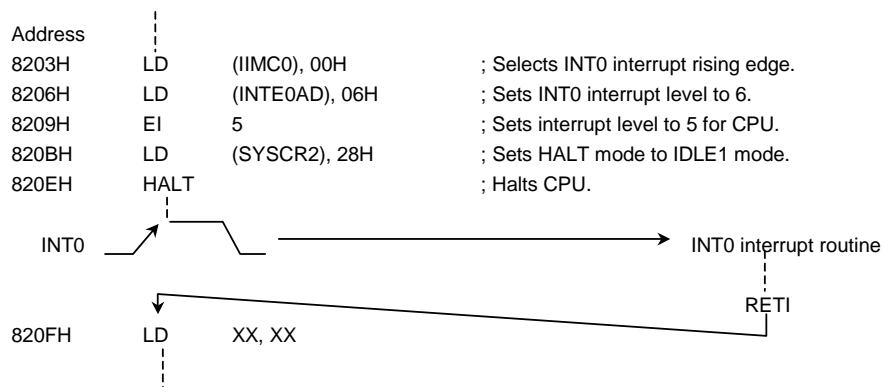 Address
8203H LD (IIMC0), 00H ; Selects INT0 interrupt rising edge.
8206H LD (INTE0AD), 06H ; Sets INT0 interrupt level to 6.
8209H EI 5 ; Sets interrupt level to 5 for CPU.
820BH LD (SYSCR2), 28H ; Sets HALT mode to IDLE1 mode.
820EH HALT ; Halts CPU.
INT0 INT0 interrupt routine
RETI
820FH LD XX, XX